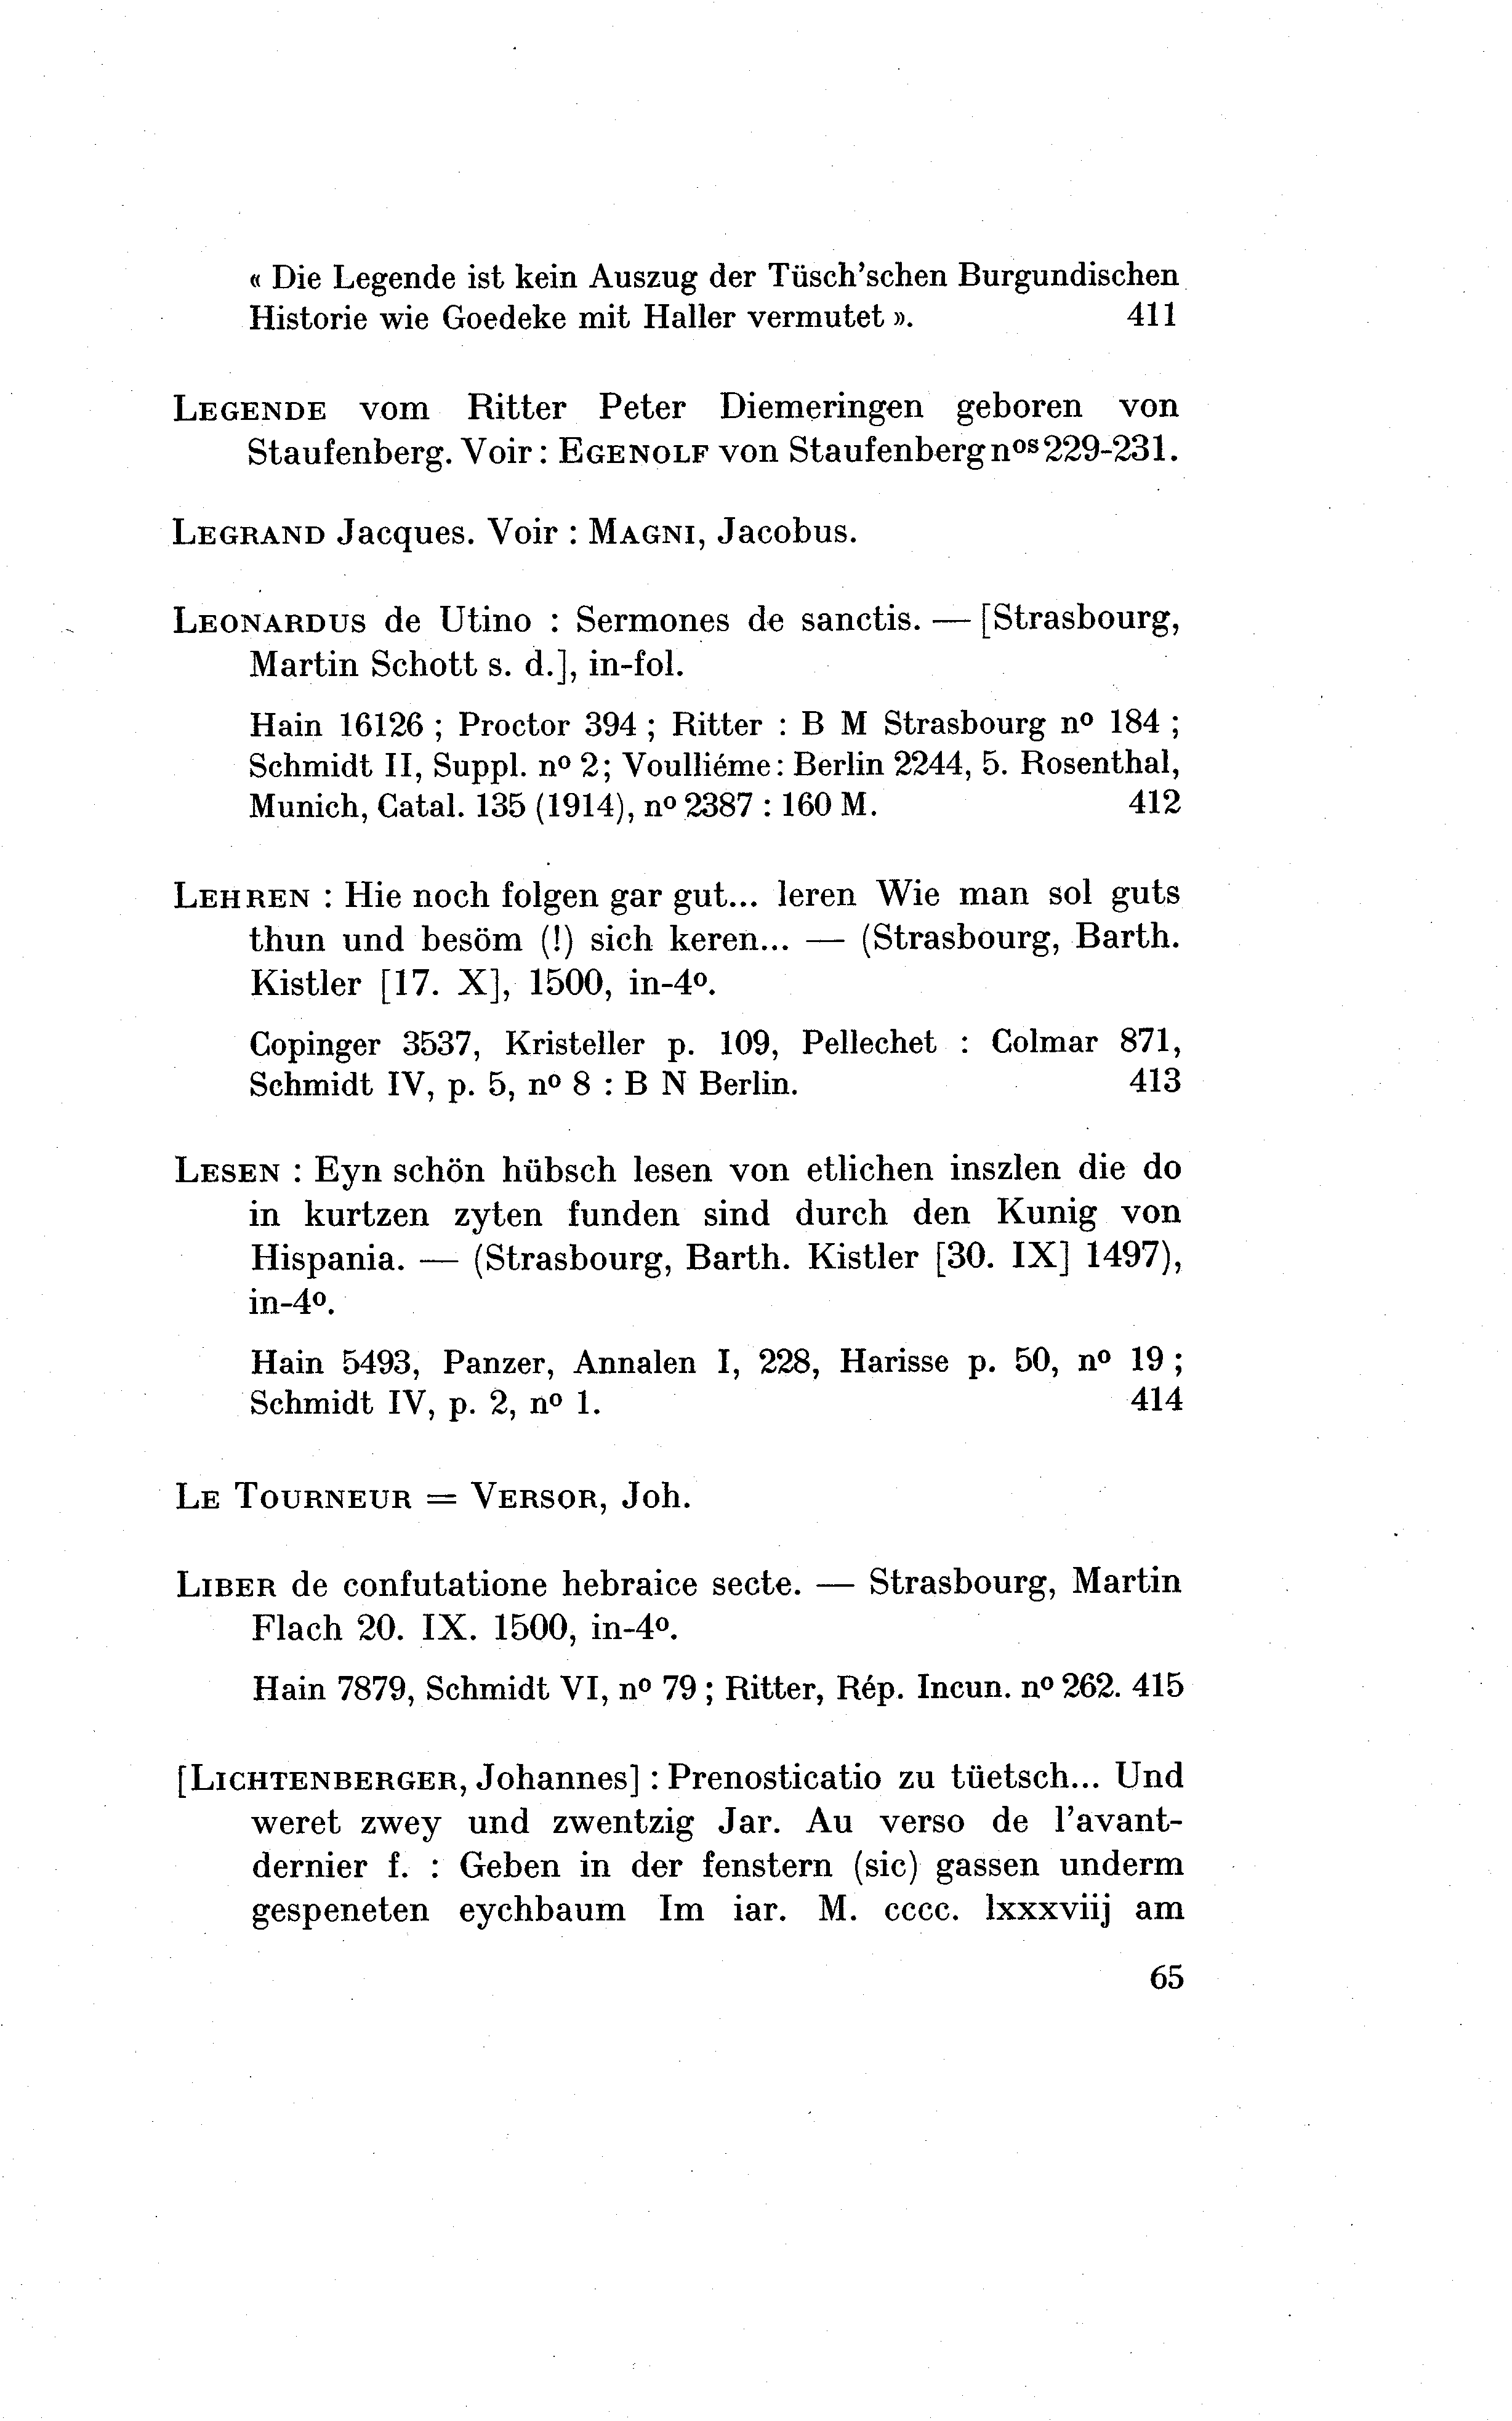 « Die Legende ist kein Auszug der Tüsch'schen Burgundischen
Historie wie Goedeke mit Haller vermutet ». 411
LEGENDE vom Ritter Peter Diemeringen geboren von
Staufenberg. Voir : EGENOLF von Staufenberg nos 229-231.
LEGRAND Jacques. Voir : MAGNI, Jacobus.
LEONARDUS de Utino : Sermones de sanctis. — [Strasbourg,
Martin Schott s. d.], in-fol.
Hain 16126 ; Proctor 394 ; Ritter : B M Strasbourg nº 184 ;
Schmidt II, Suppl. nº 2; Voulliéme : Berlin 2244, 5. Rosenthal,
Munich, Catal. 135 (1914), nº 2387 : 160 M. 412
LEHREN : Hie noch folgen gar gut... leren Wie man sol guts
thun und besöm (!) sich keren... — (Strasbourg, Barth.
Kistler [17. X], 1500, in-4º.
Copinger 3537, Kristeller p. 109, Pellechet : Colmar 871,
Schmidt IV, p. 5, nº 8 : B N Berlin. 413
LESEN : Eyn schön hübsch lesen von etlichen inszlen die do
in kurtzen zyten funden sind durch den Kunig von
Hispania. — (Strasbourg, Barth. Kistler [30. IX] 1497),
in-4º.
Hain 5493, Panzer, Annalen I, 228, Harisse p. 50, nº 19 ;
Schmidt IV, p. 2, nº 1. 414
LE TOURNEUR = VERSOR, Joh.
LIBER de confutatione hebraice secte. — Strasbourg, Martin
Flach 20. IX. 1500, in-4º.
Hain 7879, Schmidt VI, nº 79 ; Ritter, Rép. Incun. nº 262. 415
[LICHTENBERGER, Johannes] : Prenosticatio zu tüetsch... Und
weret zwey und zwentzig Jar. Au verso de l'avant-
dernier f. : Geben in der fenstern (sic) gassen underm
gespeneten eychbaum Im iar. M. cccc. lxxxviij am
65